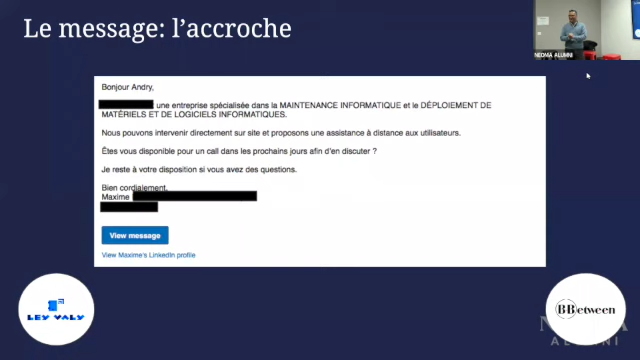 Le message: l'accroche
NEOMA ALUMNI
Bonjour Andry,
une entreprise spécialisée dans la MAINTENANCE INFORMATIQUE et le DÉPLOIEMENT DE
MATÉRIELS ET DE LOGICIELS INFORMATIQUES.
Nous pouvons intervenir directement sur site et proposons une assistance à distance aux utilisateurs.
Êtes vous disponible pour un call dans les prochains jours afin d'en discuter ?
Je reste à votre disposition si vous avez des questions.
Bien cordialement,
Maxime
View message
View Maxime's LinkedIn profile
LEY VALY
BBetween
ALUMNI